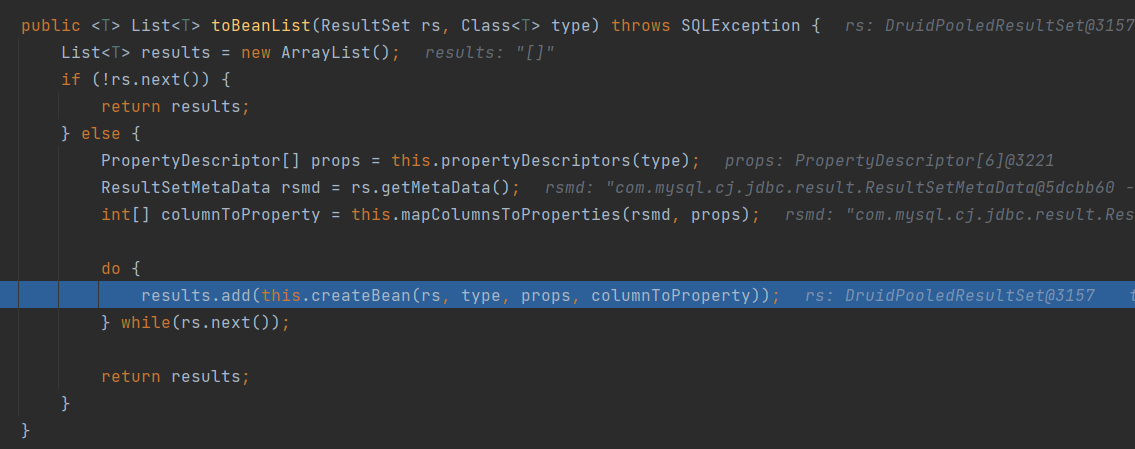 public <T> List<T> toBeanList(ResultSet rs, Class<T> type) throws SQLException {   rs: DruidPooledResultSet@3157
    List<T> results = new ArrayList();   results: "[]"
    if (!rs.next()) {
        return results;
    } else {
        PropertyDescriptor[] props = this.propertyDescriptors(type);   props: PropertyDescriptor[6]@3221
        ResultSetMetaData rsmd = rs.getMetaData();   rsmd: "com.mysql.cj.jdbc.result.ResultSetMetaData@5dcbb60 -
        int[] columnToProperty = this.mapColumnsToProperties(rsmd, props);   rsmd: "com.mysql.cj.jdbc.result.Res
        do {
            results.add(this.createBean(rs, type, props, columnToProperty));   rs: DruidPooledResultSet@3157   t
        } while(rs.next());
        return results;
    }
}